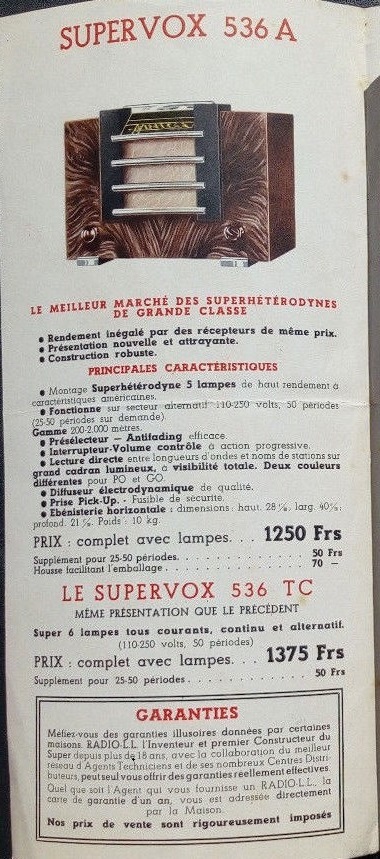 SUPERVOX 536 A
LE MEILLEUR MARCHÉ DES SUPERHÉTÉRODYNES
DE GRANDE CLASSE
● Rendement inégalé par des récepteurs de même prix.
● Présentation nouvelle et attrayante.
● Construction robuste.
PRINCIPALES CARACTÉRISTIQUES
● Montage Superhétérodyne 5 lampes de haut rendement à
caractéristiques américaines.
● Fonctionne sur secteur alternatif 110-250 volts, 50 périodes
(25-50 périodes sur demande).
Gamme 200-2.000 mètres.
● Présélecteur — Antifading efficace.
● Interrupteur-Volume contrôle à action progressive.
● Lecture directe entre longueurs d'ondes et noms de stations sur
grand cadran lumineux, à visibilité totale. Deux couleurs
différentes pour PO et GO.
● Diffuseur électrodynamique de qualité.
● Prise Pick-Up. - Fusible de sécurité.
● Ebénisterie horizontale : dimensions : haut. 28 %, larg. 40 %,
profond. 21 %. Poids : 10 kg.
PRIX : complet avec lampes. . . 1250 Frs
Supplément pour 25-50 périodes. . . . . . . . . . . . . 50 Frs
Housse facilitant l'emballage . . . . . . . . . . . . . . 70 —
LE SUPERVOX 536 TC
MÊME PRÉSENTATION QUE LE PRÉCÉDENT
Super 6 lampes tous courants, continu et alternatif.
(110-250 volts, 50 périodes)
PRIX : complet avec lampes. . . 1375 Frs
Supplément pour 25-50 périodes . . . . . . . . . . . . 50 Frs
GARANTIES
Méfiez-vous des garanties illusoires données par certaines
maisons. RADIO-L.L. l'Inventeur et premier Constructeur du
Super depuis plus de 18 ans, avec la collaboration du meilleur
réseau d'Agents Techniciens et de ses nombreux Centres Distri-
buteurs, peut seul vous offrir des garanties réellement effectives.
Quel que soit l'Agent qui vous fournisse un RADIO-L.L., la
carte de garantie d'un an, vous est adressée directement
par la Maison.
Nos prix de vente sont rigoureusement imposés